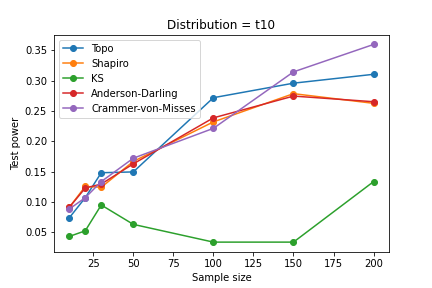 Distribution = t10
Topo
Shapiro
KS
Anderson-Darling
Crammer-von-Misses
Test power
0.35
0.30
0.25
0.20
0.15
0.10
0.05
25 50 75 100 125 150 175 200
Sample size